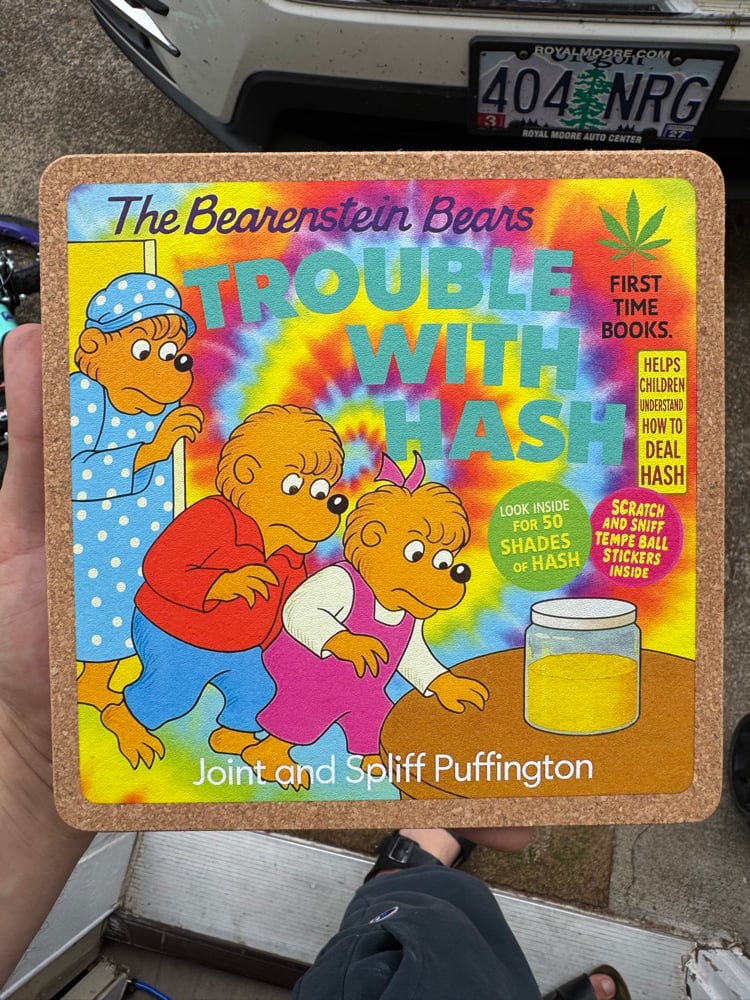 ROYALMOORE.COM
Oregon
404 NRG
3
27
ROYAL MOORE AUTO CENTER
The Bearenstein Bears
TROUBLE
WITH
HASH
FIRST
TIME
BOOKS.
HELPS
CHILDREN
UNDERSTAND
HOW TO
DEAL
HASH
LOOK INSIDE
FOR 50
SHADES
OF HASH
SCRATCH
AND SNIFF
TEMPE BALL
STICKERS
INSIDE
Joint and Spliff Puffington